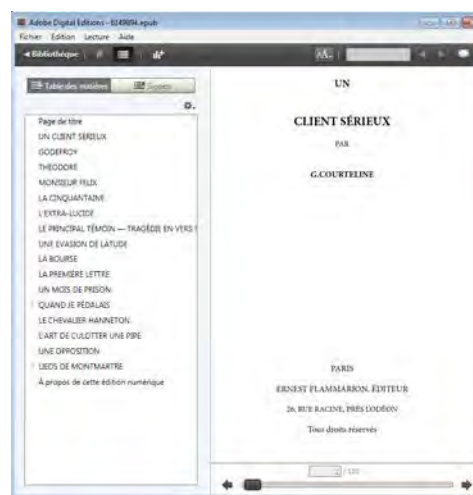 Adobe Digital Editions - 6249894.epub
Fichier Edition Lecture Aide
Bibliothèque
Table des matières
Signets
Page de titre
UN CLIENT SÉRIEUX
GODEFROY
THÉODORE
MONSIEUR FÉLIX
LA CINQUANTAINE
L'EXTRA-LUCIDE
LE PRINCIPAL TÉMOIN — TRAGÉDIE EN VERS
UNE EVASION DE LATUDE
LA BOURSE
LA PREMIÈRE LETTRE
UN MOIS DE PRISON
QUAND JE PÉDALAIS
LE CHEVALIER HANNETON
L'ART DE CULOTTER UNE PIPE
UNE OPPOSITION
LIEDS DE MONTMARTRE
À propos de cette édition numérique
UN
CLIENT SÉRIEUX
PAR
G.COURTELINE
PARIS
ERNEST FLAMMARION, ÉDITEUR
26, RUE RACINE, PRÈS L'ODÉON
Tous droits réservés